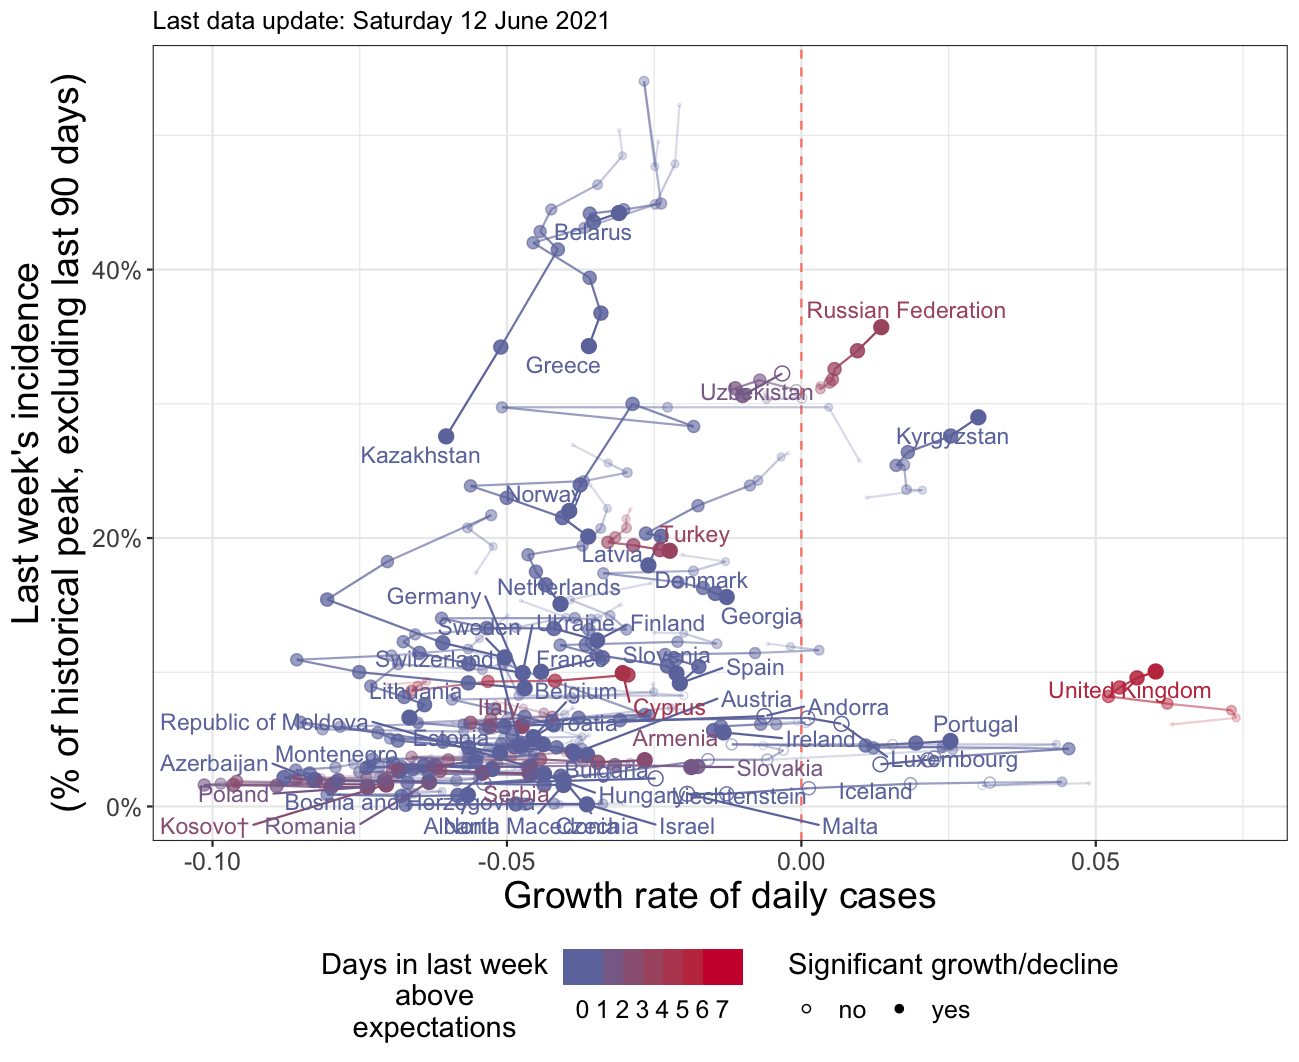 Last data update: Saturday 12 June 2021
Last week's incidence
(% of historical peak, excluding last 90 days)
40%
20%
0%
Belarus
Russian Federation
Greece
Uzbekistan
Kyrgyzstan
Kazakhstan
Norway
Turkey
Latvia
Denmark
Netherlands
Germany
Georgia
Sweden
Ukraine
Finland
Switzerland
France
Slovenia
Spain
Lithuania
Belgium
United Kingdom
Italy
Cyprus
Austria
Andorra
Republic of Moldova
Croatia
Portugal
Estonia
Armenia
Ireland
Montenegro
Luxembourg
Azerbaijan
Bulgaria
Slovakia
Poland
Bosnia and Herzegovina
Serbia
Hungary
Liechtenstein
Iceland
Kosovo†
Romania
Albania
North Macedonia
Czechia
Israel
Malta
-0.10
-0.05
0.00
0.05
Growth rate of daily cases
Days in last week
above
expectations
0 1 2 3 4 5 6 7
Significant growth/decline
no
yes